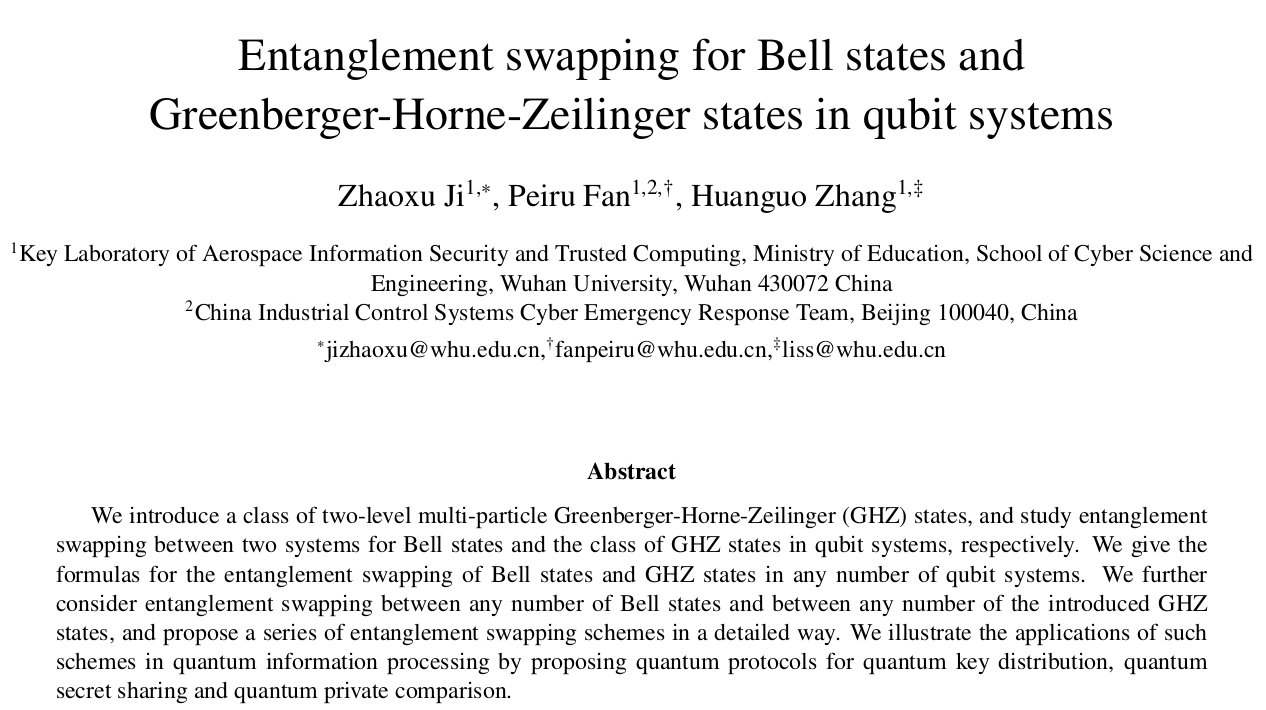 Entanglement swapping for Bell states and
Greenberger-Horne-Zeilinger states in qubit systems
Zhaoxu Ji1,∗, Peiru Fan1,2,†, Huanguo Zhang1,‡
1Key Laboratory of Aerospace Information Security and Trusted Computing, Ministry of Education, School of Cyber Science and
Engineering, Wuhan University, Wuhan 430072 China
2China Industrial Control Systems Cyber Emergency Response Team, Beijing 100040, China
∗jizhaoxu@whu.edu.cn,†fanpeiru@whu.edu.cn,‡liss@whu.edu.cn
Abstract
We introduce a class of two-level multi-particle Greenberger-Horne-Zeilinger (GHZ) states, and study entanglement
swapping between two systems for Bell states and the class of GHZ states in qubit systems, respectively. We give the
formulas for the entanglement swapping of Bell states and GHZ states in any number of qubit systems. We further
consider entanglement swapping between any number of Bell states and between any number of the introduced GHZ
states, and propose a series of entanglement swapping schemes in a detailed way. We illustrate the applications of such
schemes in quantum information processing by proposing quantum protocols for quantum key distribution, quantum
secret sharing and quantum private comparison.